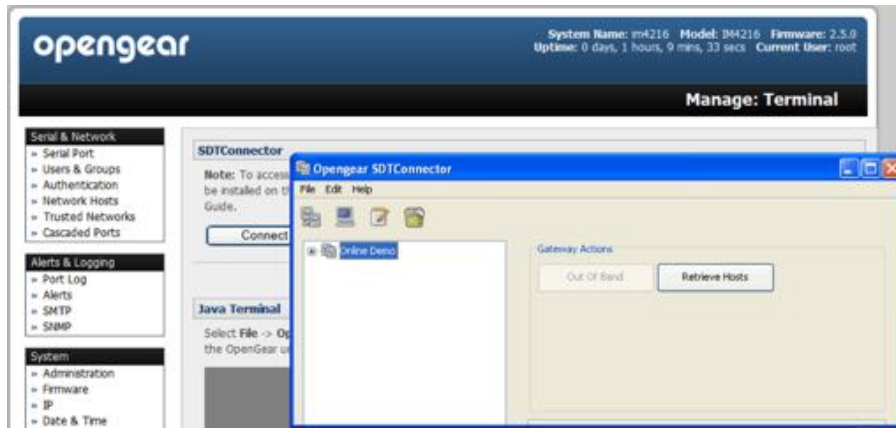 opengear
System Name: im4216 Model: IM4216 Firmware: 2.5.0
Uptime: 0 days, 1 hours, 9 mins, 33 secs Current User: root
Manage: Terminal
Serial & Network
» Serial Port
» Users & Groups
» Authentication
» Network Hosts
» Trusted Networks
» Cascaded Ports
Alerts & Logging
» Port Log
» Alerts
» SMTP
» SNMP
System
» Administration
» Firmware
» IP
» Date & Time
SDTConnector
Note: To access
be installed on
Guide.
Connect
Java Terminal
Select File ->
the OpenGear
Opengear SDTConnector
File Edit Help
Online Demo
Gateway Actions
Out Of Band
Retrieve Hosts